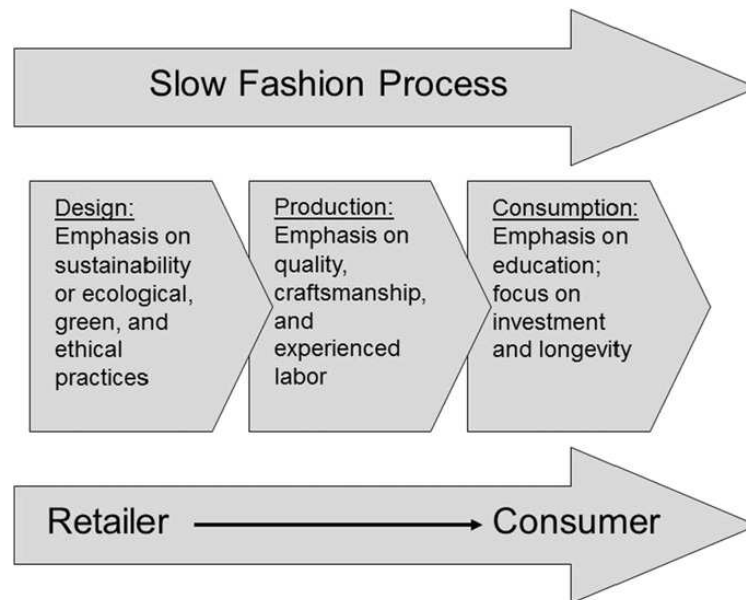 Slow Fashion Process
Design:
Emphasis on
sustainability
or ecological,
green, and
ethical
practices
Production:
Emphasis on
quality,
craftsmanship,
and
experienced
labor
Consumption:
Emphasis on
education;
focus on
investment
and longevity
Retailer
Consumer